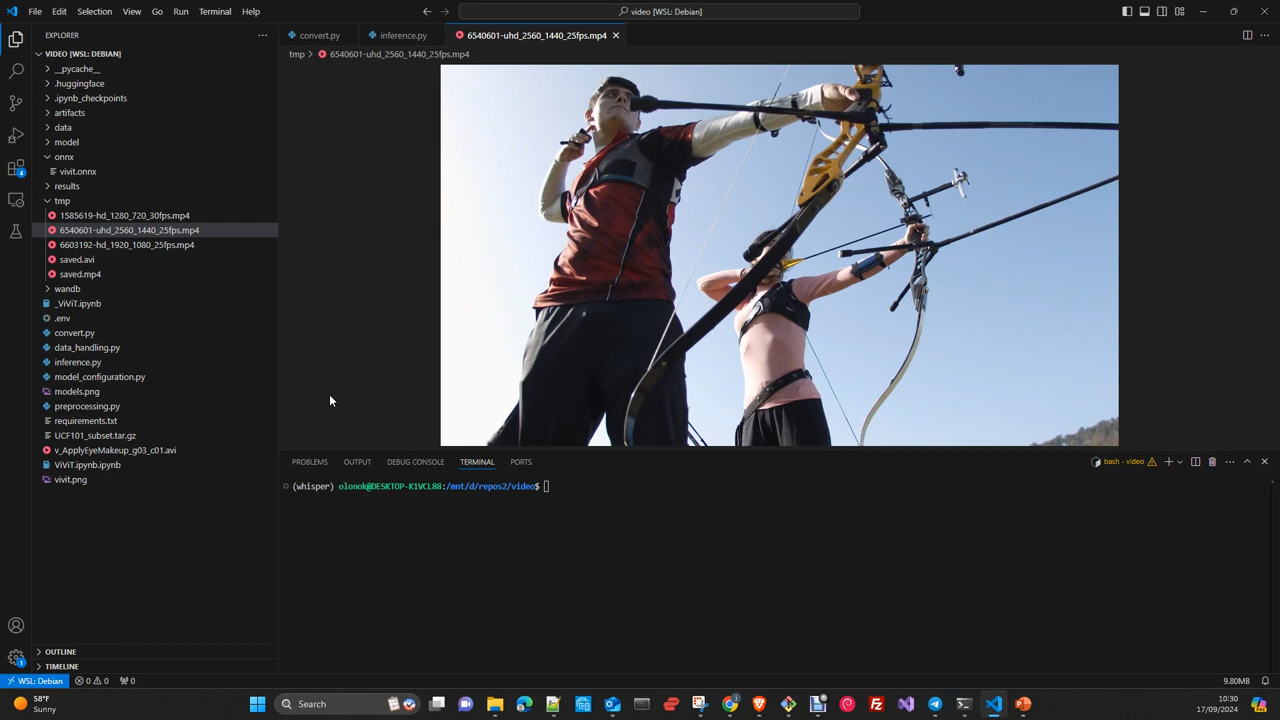 File Edit Selection View Go Run Terminal Help
video [WSL: Debian]
EXPLORER
convert.py
inference.py
6540601-uhd_2560_1440_25fps.mp4
VIDEO [WSL: DEBIAN]
tmp > 6540601-uhd_2560_1440_25fps.mp4
__pycache__
.huggingface
.ipynb_checkpoints
artifacts
data
model
onnx
vivit.onnx
results
tmp
1585619-hd_1280_720_30fps.mp4
6540601-uhd_2560_1440_25fps.mp4
6603192-hd_1920_1080_25fps.mp4
saved.avi
saved.mp4
wandb
_ViViT.ipynb
.env
convert.py
data_handling.py
inference.py
model_configuration.py
models.png
preprocessing.py
requirements.txt
UCF101_subset.tar.gz
v_ApplyEyeMakeup_g03_c01.avi
ViViT.ipynb.ipynb
vivit.png
PROBLEMS OUTPUT DEBUG CONSOLE TERMINAL PORTS
bash - video
(whisper) olonok@DESKTOP-K1VCL88:/mnt/d/repos2/video$
4
OUTLINE
TIMELINE
1
WSL: Debian
0 0 0
9.80MB
58°F
Sunny
Search
10:30
17/09/2024